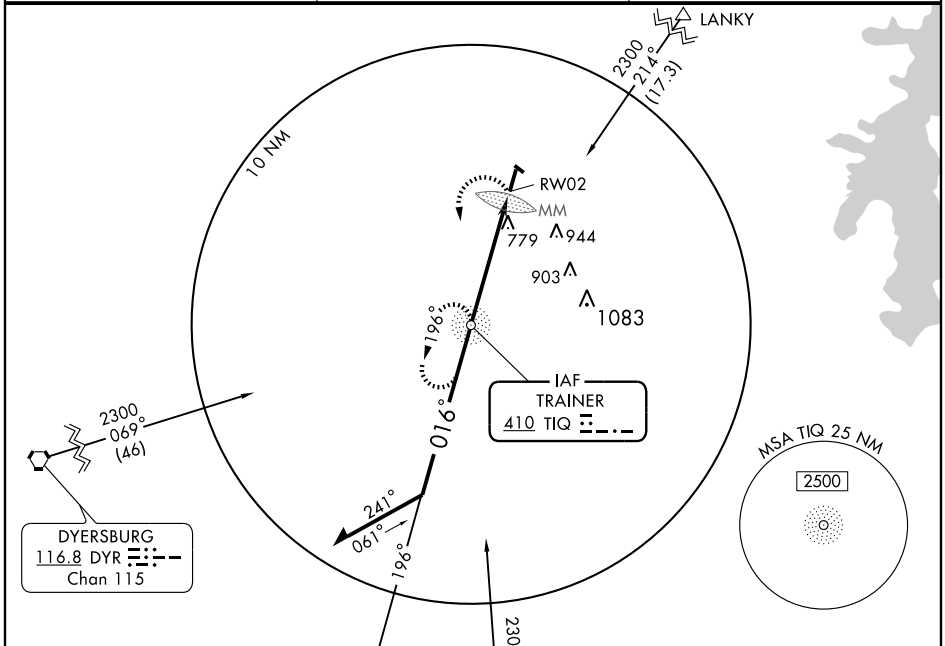 LANKY
2300
214°
(17.3)
10 NM
RW02
MM
779
944
903
1083
196°
IAF
TRAINER
410 TIQ
016°
2300
069°
(46)
MSA TIQ 25 NM
2500
241°
061°
196°
DYERSBURG
116.8 DYR
Chan 115
230